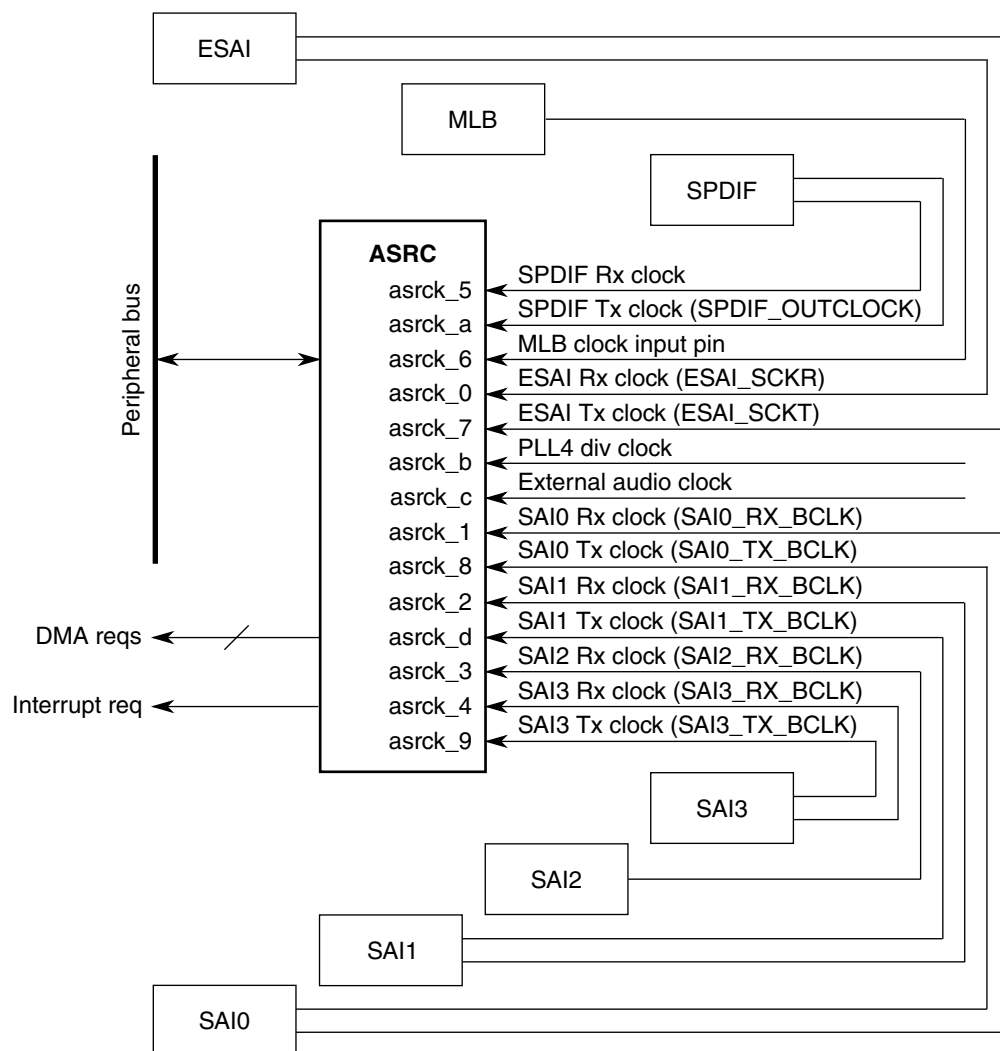 ESAI
MLB
SPDIF
Peripheral bus
ASRC
asrck_5
SPDIF Rx clock
asrck_a
SPDIF Tx clock (SPDIF_OUTCLOCK)
asrck_6
MLB clock input pin
asrck_0
ESAI Rx clock (ESAI_SCKR)
asrck_7
ESAI Tx clock (ESAI_SCKT)
asrck_b
PLL4 div clock
asrck_c
External audio clock
asrck_1
SAI0 Rx clock (SAI0_RX_BCLK)
asrck_8
SAI0 Tx clock (SAI0_TX_BCLK)
asrck_2
SAI1 Rx clock (SAI1_RX_BCLK)
asrck_d
SAI1 Tx clock (SAI1_TX_BCLK)
asrck_3
SAI2 Rx clock (SAI2_RX_BCLK)
asrck_4
SAI3 Rx clock (SAI3_RX_BCLK)
asrck_9
SAI3 Tx clock (SAI3_TX_BCLK)
DMA reqs
Interrupt req
SAI3
SAI2
SAI1
SAI0